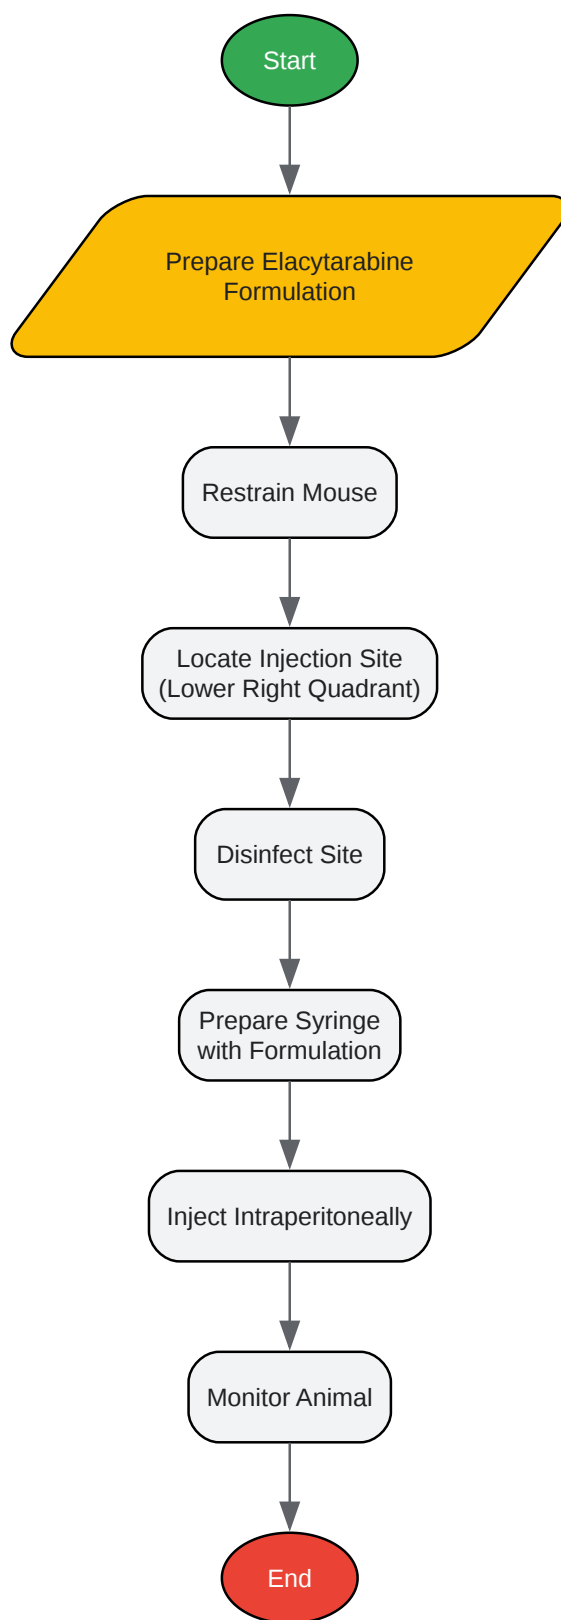 Start
Prepare Elacytarabine
Formulation
Restrain Mouse
Locate Injection Site
(Lower Right Quadrant)
Disinfect Site
Prepare Syringe
with Formulation
Inject Intraperitoneally
Monitor Animal
End